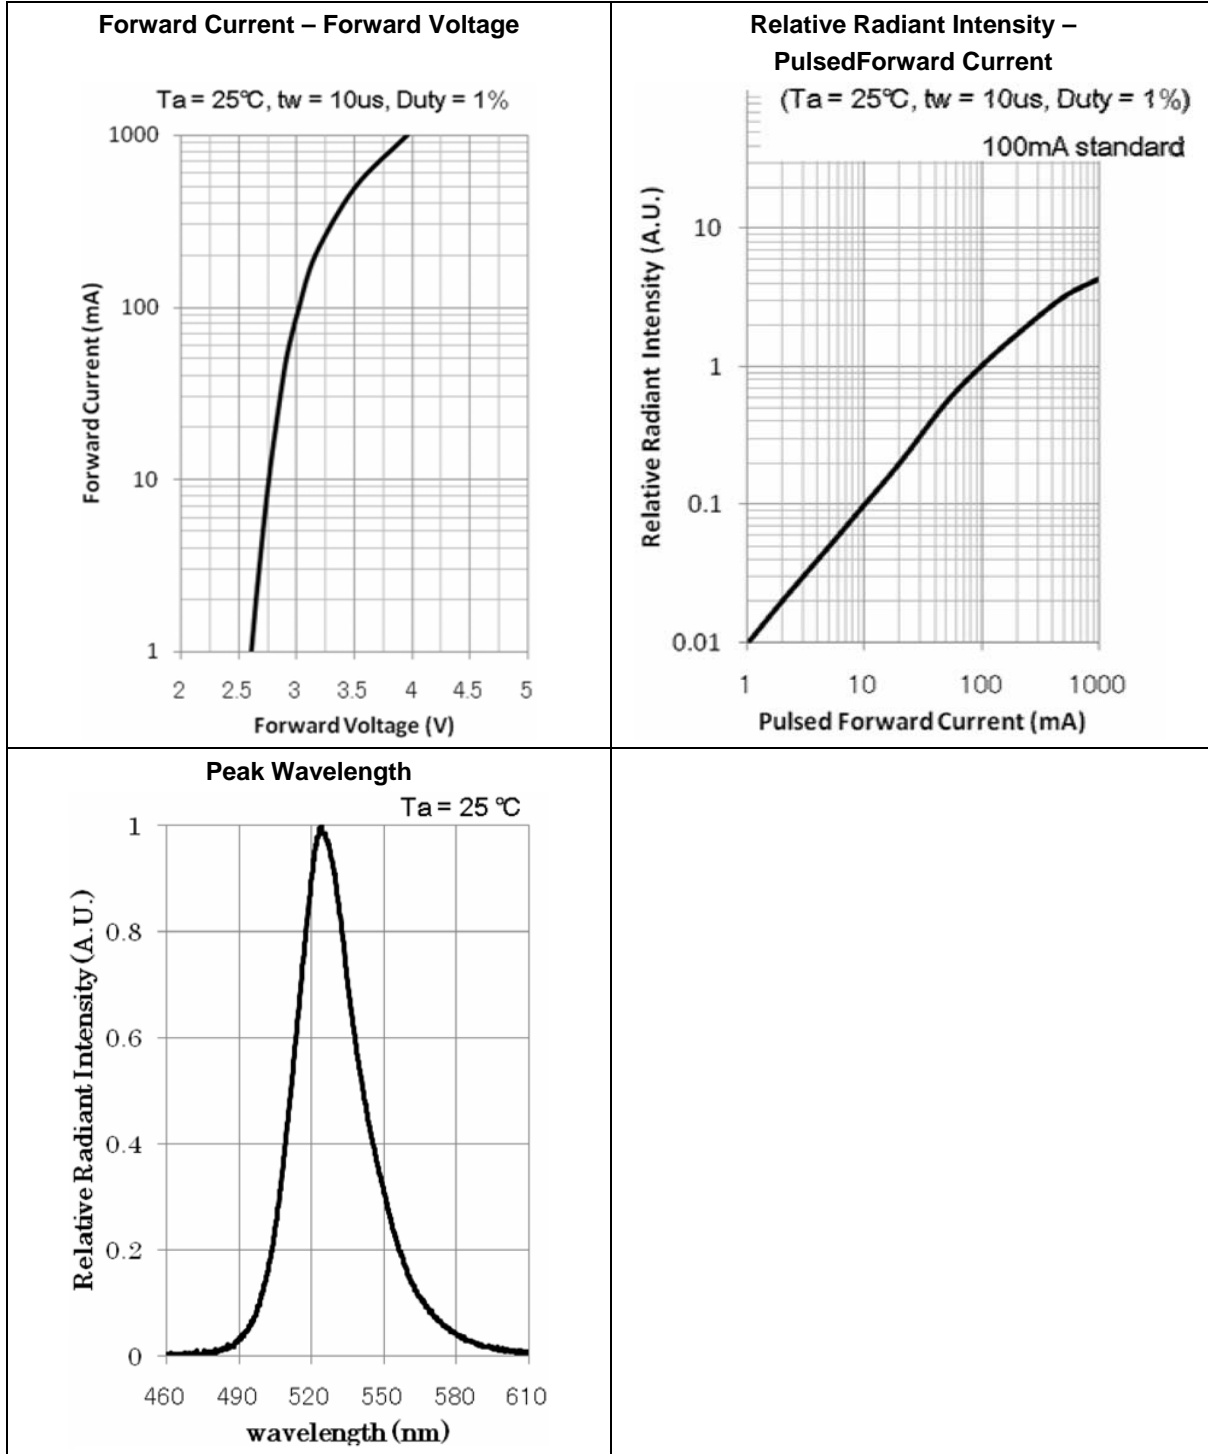 Forward Current – Forward Voltage
Ta = 25℃, tw = 10us, Duty = 1%
1000
100
10
1
Forward Current (mA)
2 2.5 3 3.5 4 4.5 5
Forward Voltage (V)
Relative Radiant Intensity –
PulsedForward Current
(Ta = 25℃, tw = 10us, Duty = 1%)
100mA standard
10
1
0.1
0.01
Relative Radiant Intensity (A.U.)
1 10 100 1000
Pulsed Forward Current (mA)
Peak Wavelength
Ta = 25 ℃
1
0.8
0.6
0.4
0.2
0
Relative Radiant Intensity (A.U.)
460 490 520 550 580 610
wavelength (nm)